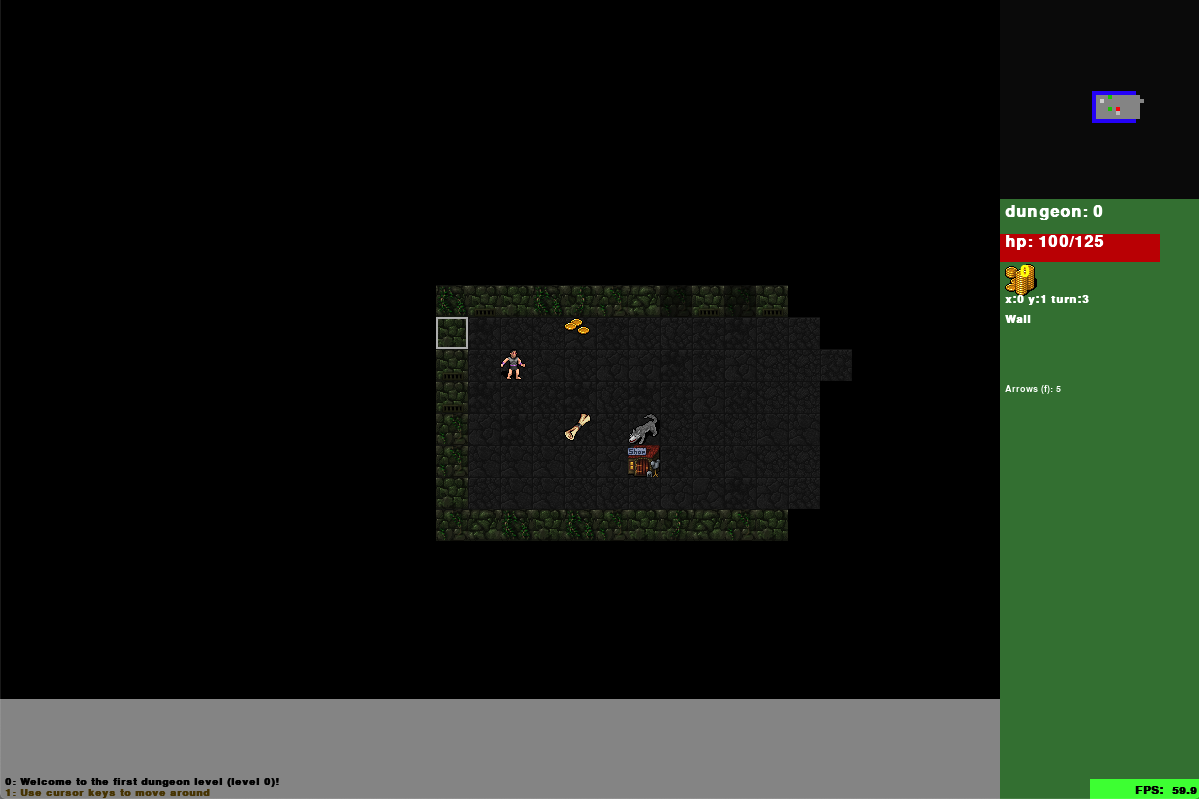 dungeon: 0
hp: 100/125
x:0 y:1 turn:3
Wall
Arrows (f): 5
Shop
0: Welcome to the first dungeon level (level 0)!
1: Use cursor keys to move around
FPS: 59.9